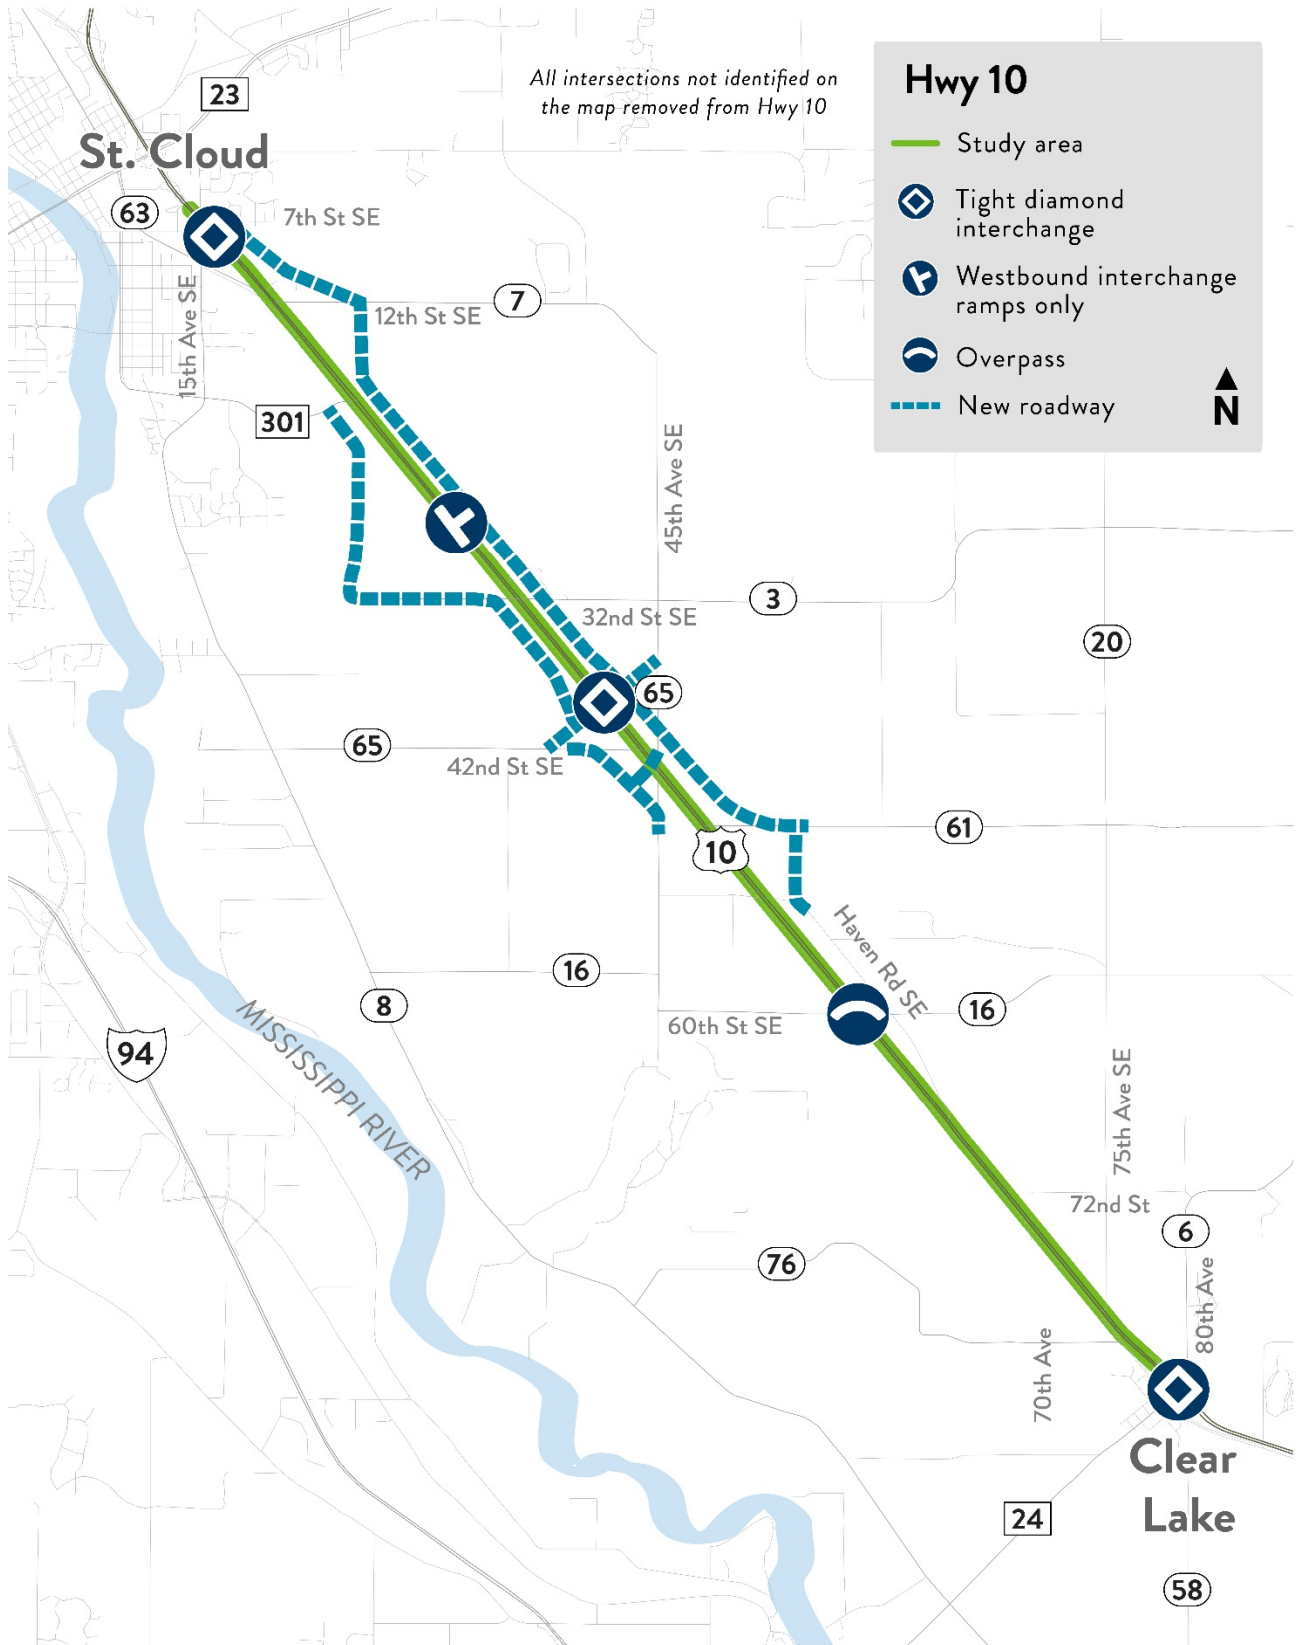 All intersections not identified on
the map removed from Hwy 10
Hwy 10
Study area
Tight diamond
interchange
Westbound interchange
ramps only
Overpass
New roadway
N
23
St. Cloud
63
7th St SE
7
12th St SE
15th Ave SE
301
45th Ave SE
3
32nd St SE
20
65
65
42nd St SE
61
10
Haven Rd SE
16
8
16
60th St SE
MISSISSIPPI RIVER
94
75th Ave SE
72nd St
6
76
80th Ave
70th Ave
Clear
Lake
24
58